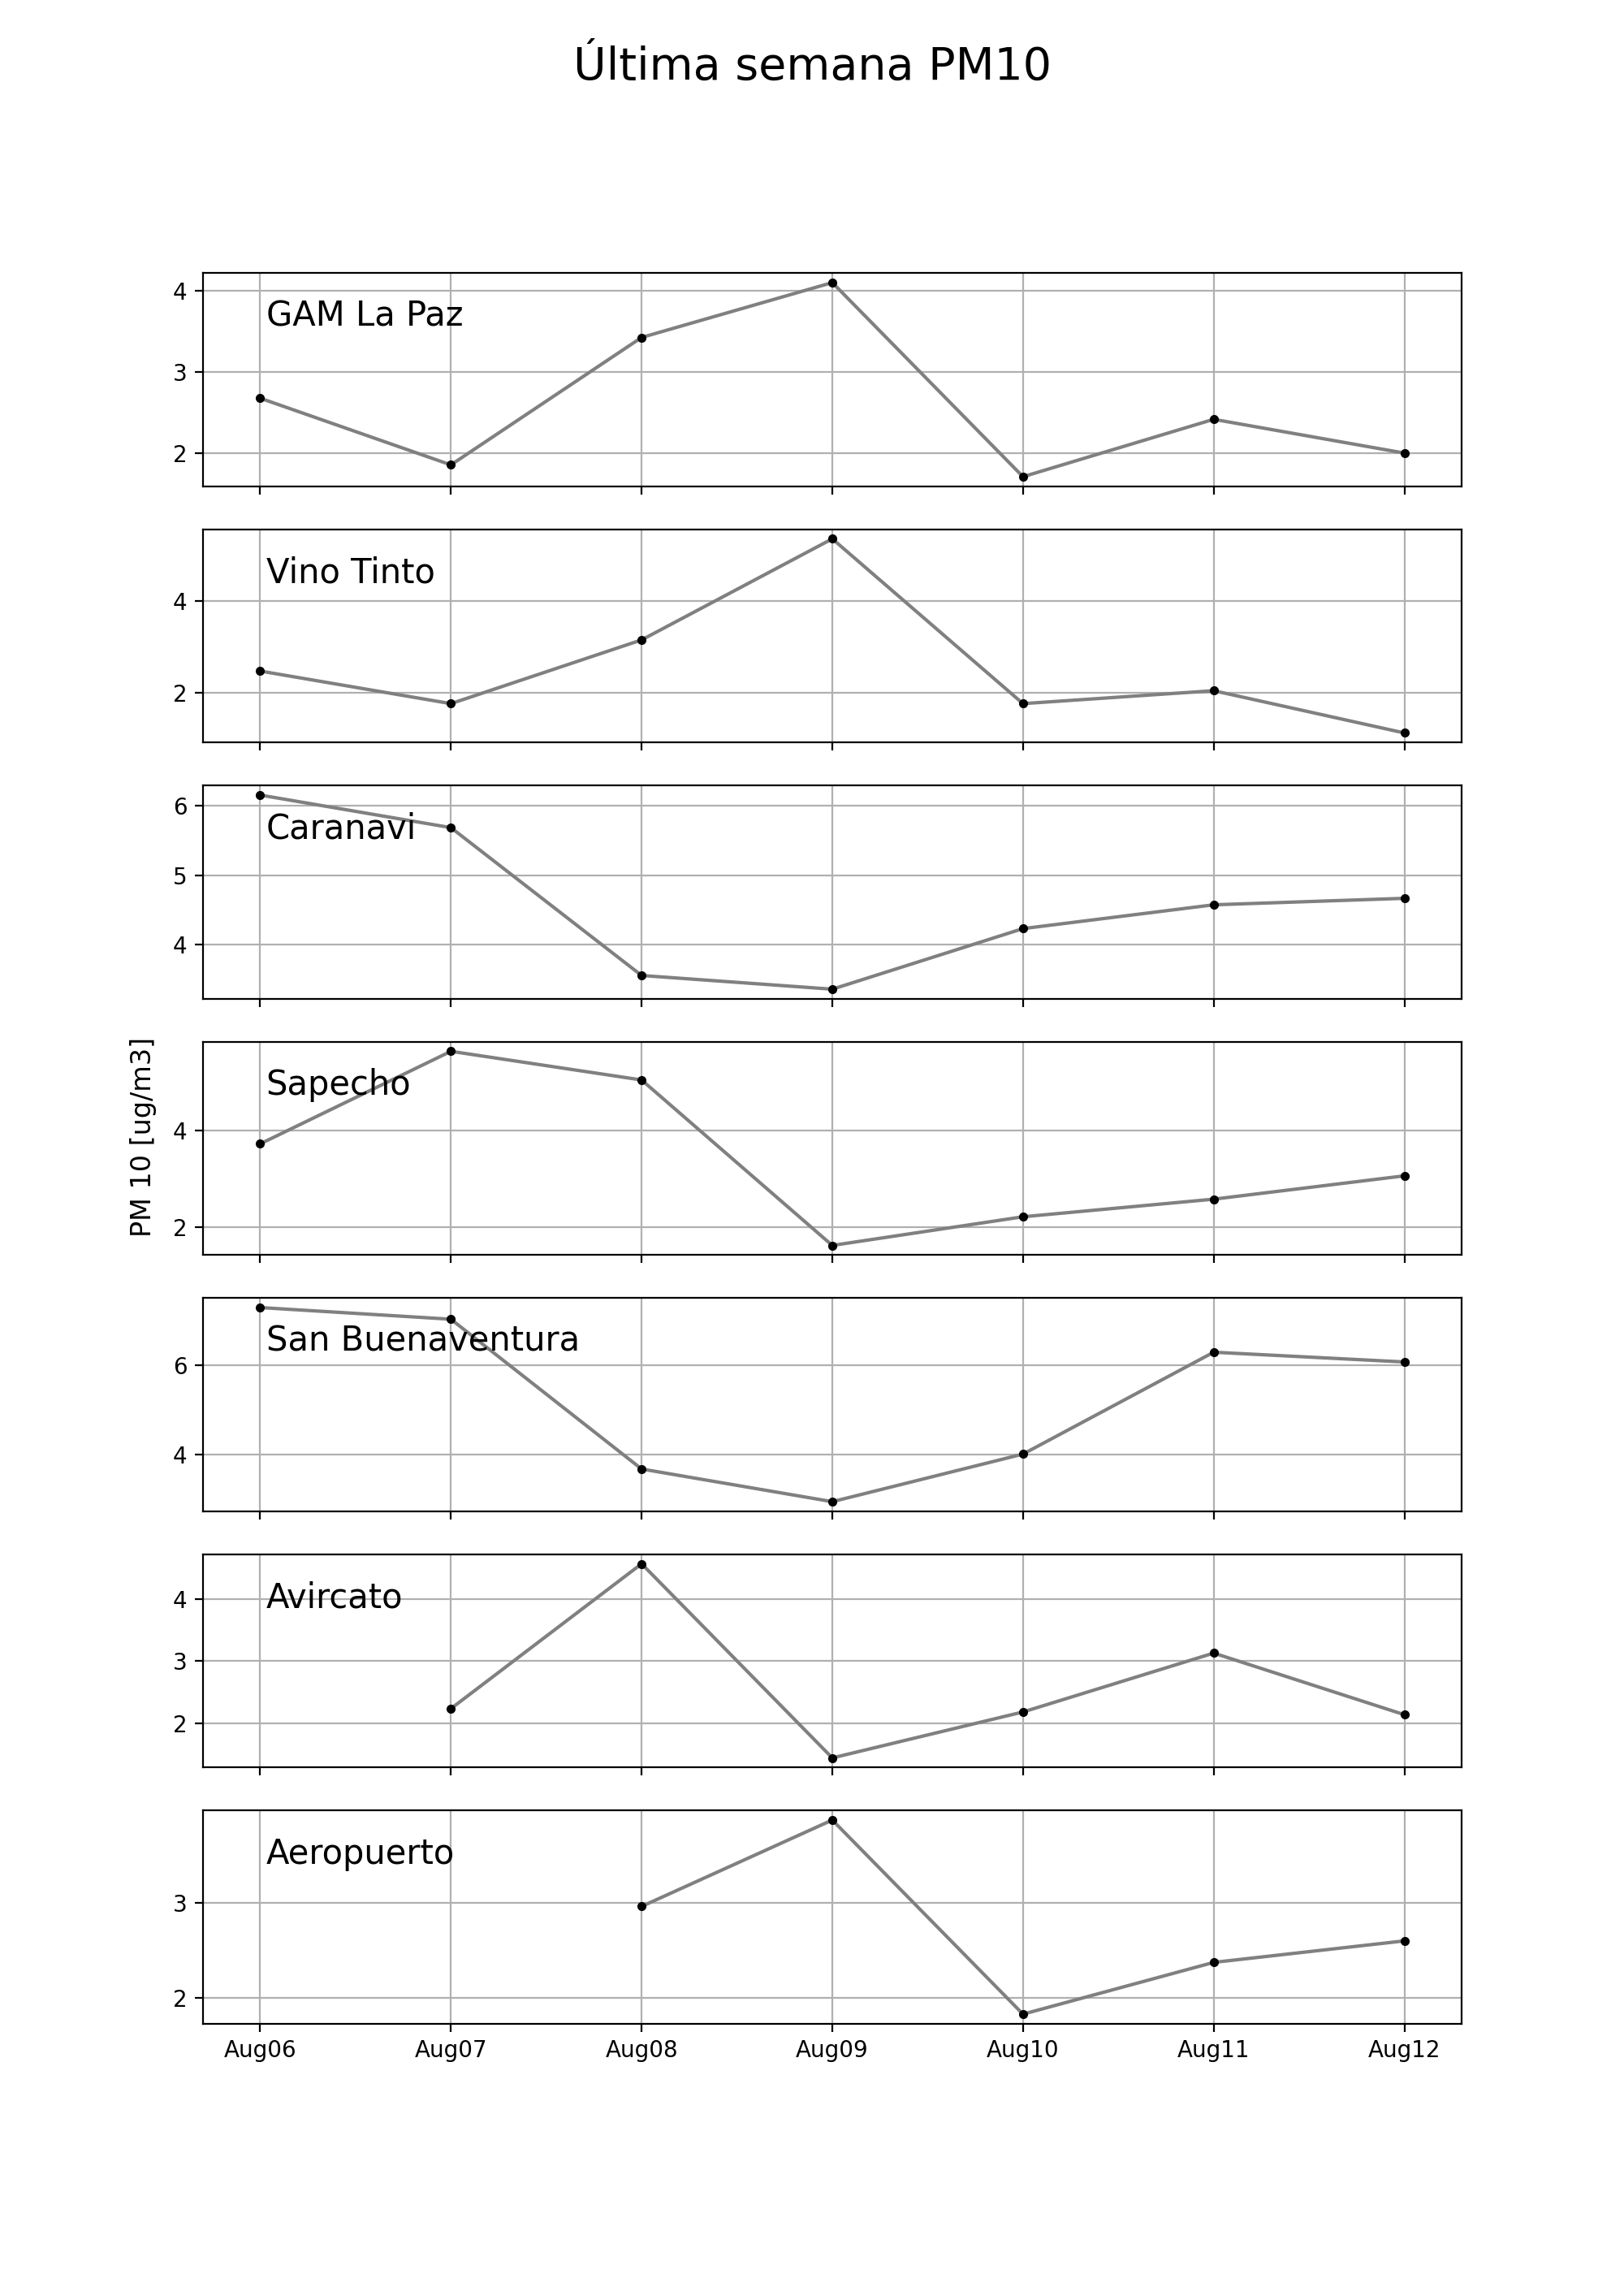 Última semana PM10
GAM La Paz
4
3
2
Vino Tinto
4
2
Caranavi
6
5
4
PM 10 [ug/m3]
Sapecho
4
2
San Buenaventura
6
4
Avircato
4
3
2
Aeropuerto
3
2
Aug06 Aug07 Aug08 Aug09 Aug10 Aug11 Aug12